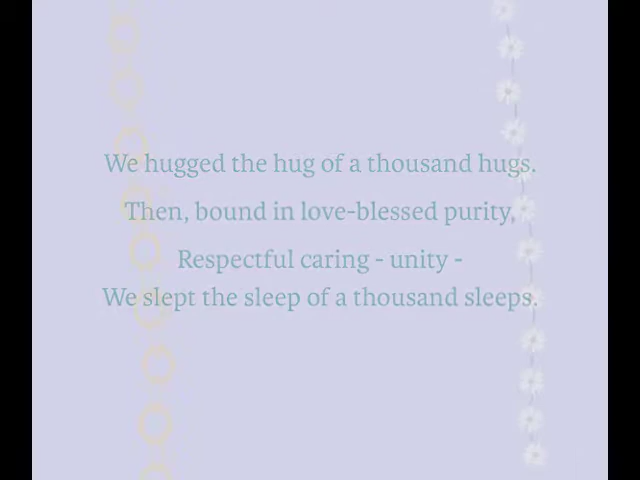 We hugged the hug of a thousand hugs.
Then, bound in love-blessed purity,
Respectful caring - unity -
We slept the sleep of a thousand sleeps.